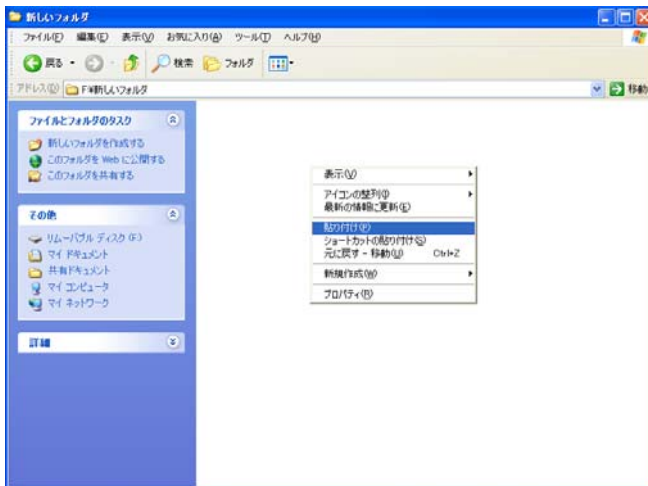 新しいフォルダ
ファイル(F) 編集(E) 表示(V) お気に入り(A) ツール(T) ヘルプ(H)
戻る 検索 フォルダ
アドレス(D) F:¥新しいフォルダ 移動
ファイルとフォルダのタスク
新しいフォルダを作成する
このフォルダを Web に公開する
このフォルダを共有する
その他
リムーバブル ディスク (F:)
マイ ドキュメント
共有ドキュメント
マイ コンピュータ
マイ ネットワーク
詳細
表示(V)
アイコンの整列(I)
最新の情報に更新(E)
貼り付け(P)
ショートカットの貼り付け(S)
元に戻す - 移動(U) Ctrl+Z
新規作成(W)
プロパティ(R)